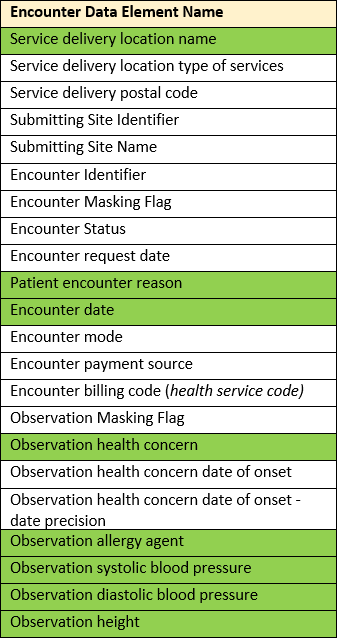 Encounter Data Element Name
Service delivery location name
Service delivery location type of services
Service delivery postal code
Submitting Site Identifier
Submitting Site Name
Encounter Identifier
Encounter Masking Flag
Encounter Status
Encounter request date
Patient encounter reason
Encounter date
Encounter mode
Encounter payment source
Encounter billing code (health service code)
Observation Masking Flag
Observation health concern
Observation health concern date of onset
Observation health concern date of onset -
date precision
Observation allergy agent
Observation systolic blood pressure
Observation diastolic blood pressure
Observation height